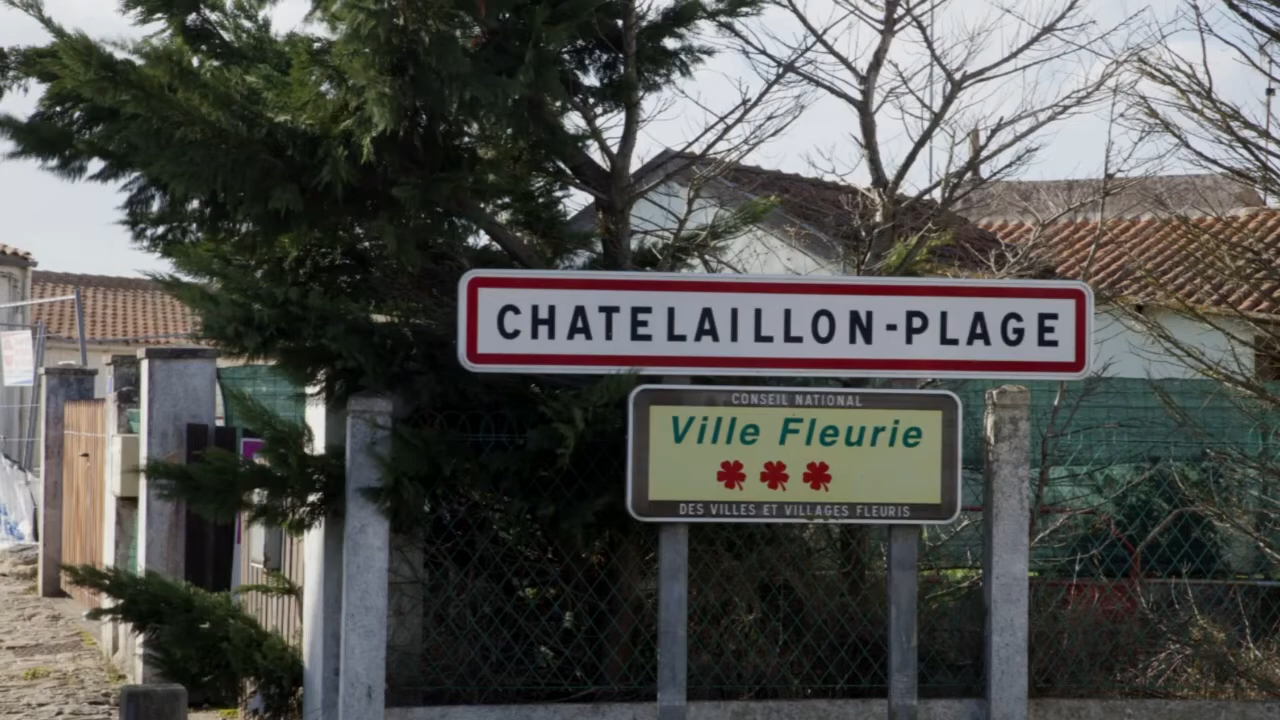 CHATELAILLON-PLAGE
CONSEIL NATIONAL
Ville Fleurie
DES VILLES ET VILLAGES FLEURIS